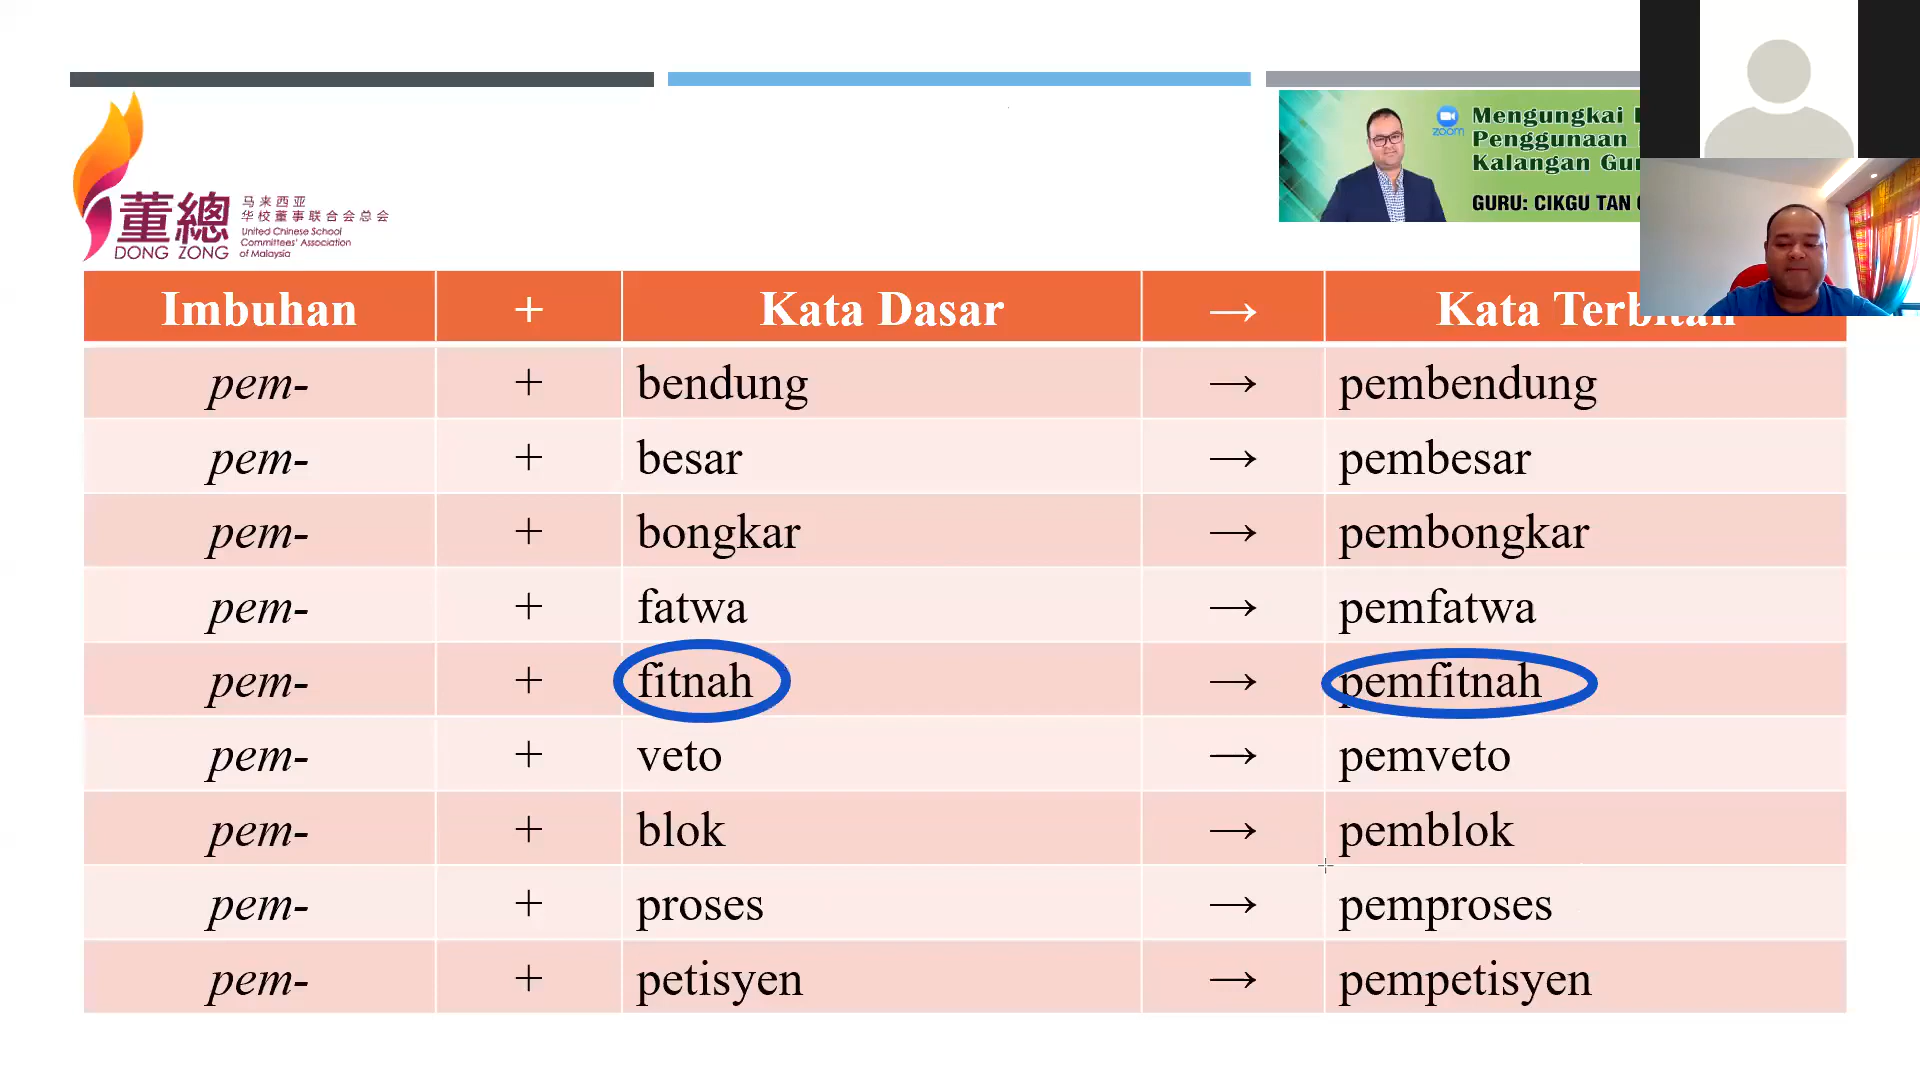 董總
DONG ZONG
马来西亚
华校董事联合会总会
United Chinese School
Committees' Association
of Malaysia
zoom
Mengungkai
Penggunaan
Kalangan
GURU: CIKGU TAN
Imbuhan + Kata Dasar → Kata Terbitan
pem- + bendung → pembendung
pem- + besar → pembesar
pem- + bongkar → pembongkar
pem- + fatwa → pemfatwa
pem- + fitnah → pemfitnah
pem- + veto → pemveto
pem- + blok → pemblok
pem- + proses → pemproses
pem- + petisyen → pempetisyen